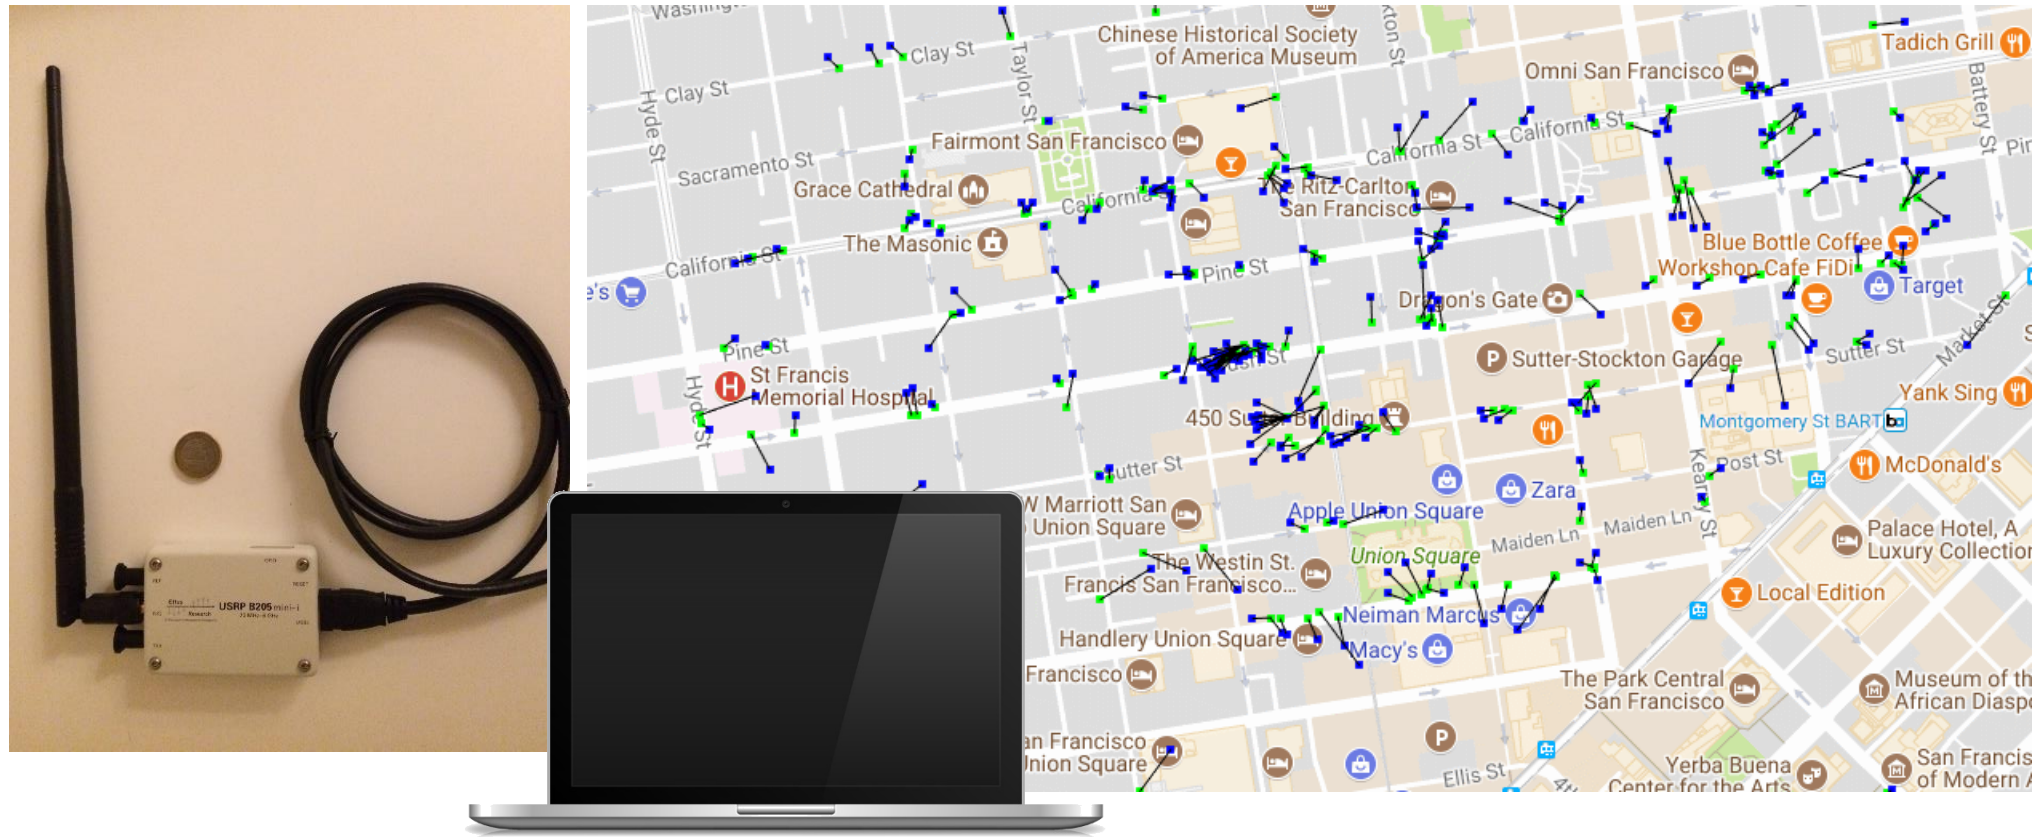 Ettus
Research
USRP B205mini-i
Washington
Clay St
Clay St
Taylor St
Hyde St
Sacramento St
Chinese Historical Society
of America Museum
Fairmont San Francisco
Grace Cathedral
The Masonic
California St
California St
California St
California St
Omni San Francisco
Tadich Grill
Battery St
Pin
The Ritz-Carlton
San Francisco
Blue Bottle Coffee
Workshop Cafe FiDi
Target
Pine St
Pine St
e's
Dragon's Gate
Sutter-Stockton Garage
Sutter St
Market St
Yank Sing
St Francis
Memorial Hospital
Hyde St
450 Sutter Building
Montgomery St BART
McDonald's
Post St
Kearny St
Sutter St
Zara
Apple Union Square
W Marriott San
Union Square
Maiden Ln
Maiden Ln
Palace Hotel, A
Luxury Collection
Union Square
The Westin St.
Francis San Francisco...
Local Edition
Neiman Marcus
Handlery Union Square
Macy's
Francisco
The Park Central
San Francisco
Museum of th
African Diasp
an Francisco
Union Square
P
P
H
Ellis St
4th
Yerba Buena
Center for the Arts
San Francis
of Modern A